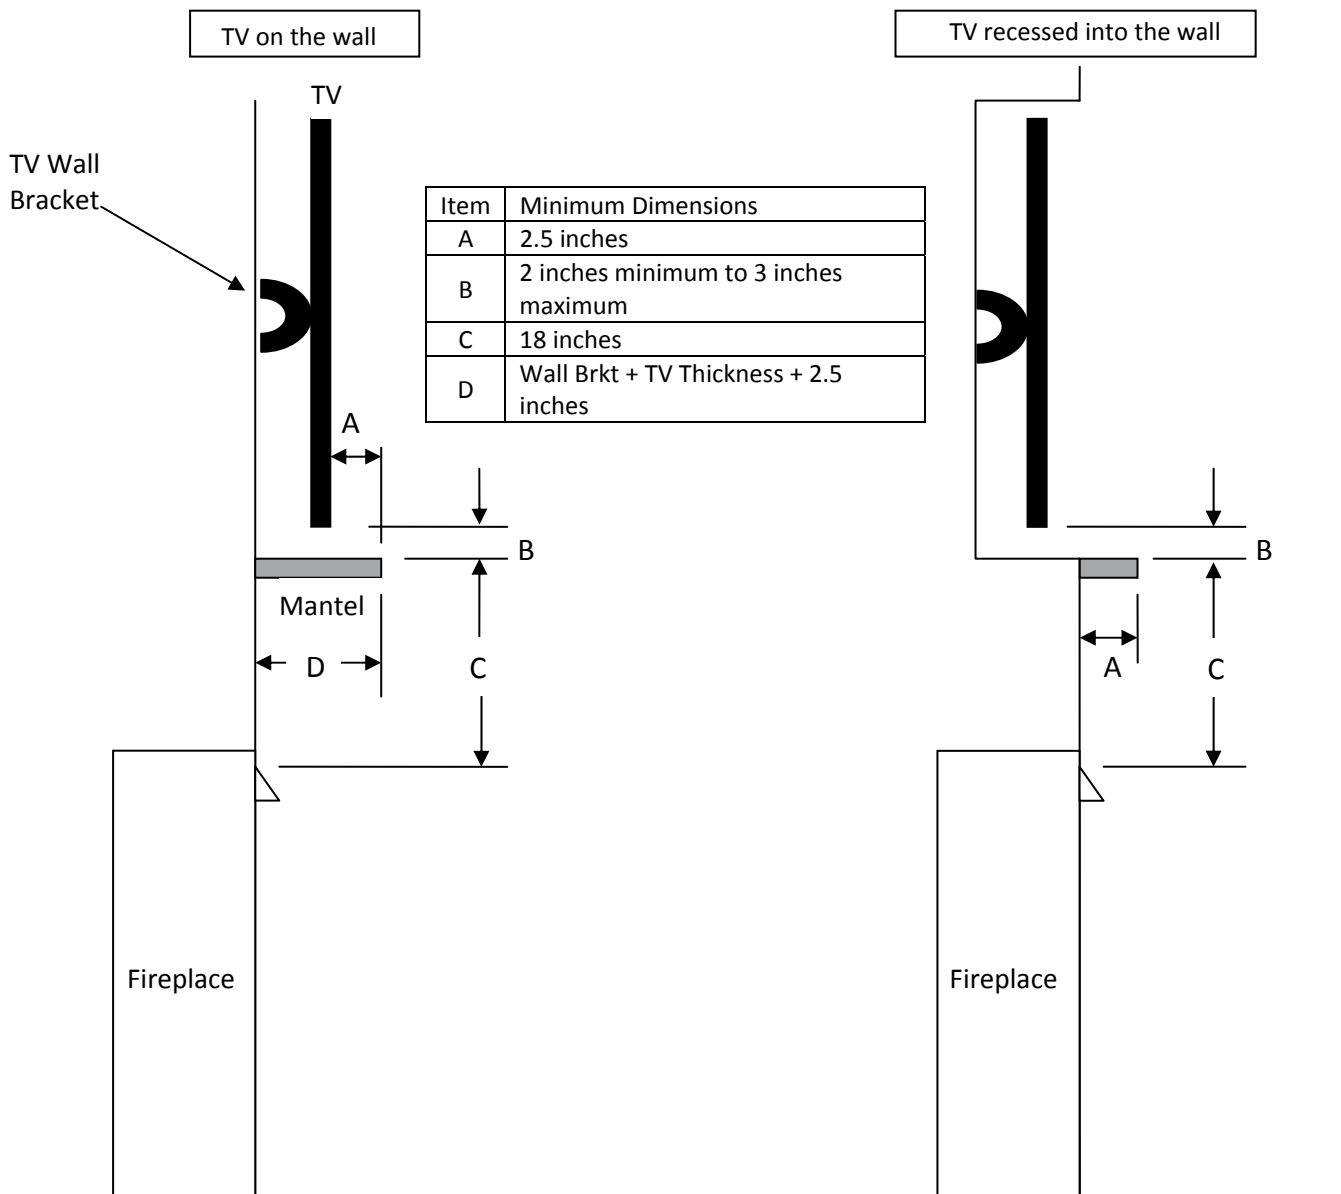 TV on the wall
TV recessed into the wall
TV
TV Wall
Bracket
Item Minimum Dimensions
A 2.5 inches
B 2 inches minimum to 3 inches
maximum
C 18 inches
D Wall Brkt + TV Thickness + 2.5
inches
A
B
Mantel
D
C
Fireplace
B
A
C
Fireplace